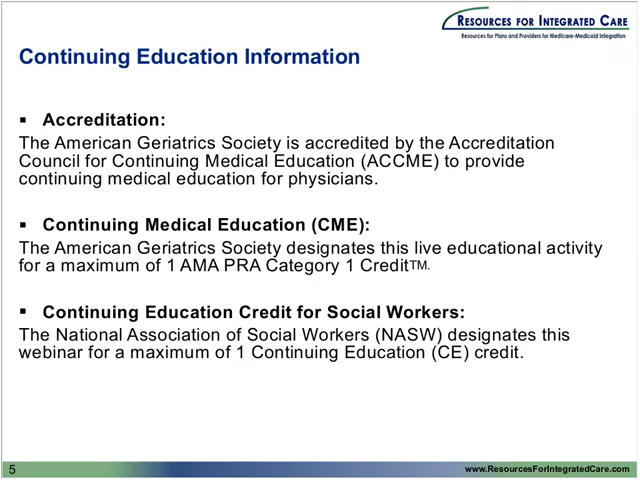 RESOURCES FOR INTEGRATED CARE
Resources for Plans and Providers for Medicare-Medicaid Integration
Continuing Education Information
▪ Accreditation:
The American Geriatrics Society is accredited by the Accreditation
Council for Continuing Medical Education (ACCME) to provide
continuing medical education for physicians.
▪ Continuing Medical Education (CME):
The American Geriatrics Society designates this live educational activity
for a maximum of 1 AMA PRA Category 1 Credit™.
▪ Continuing Education Credit for Social Workers:
The National Association of Social Workers (NASW) designates this
webinar for a maximum of 1 Continuing Education (CE) credit.
5
www.ResourcesForIntegratedCare.com